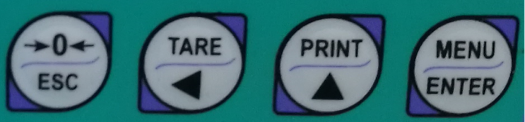 →0←
ESC
TARE
◀
PRINT
▲
MENU
ENTER